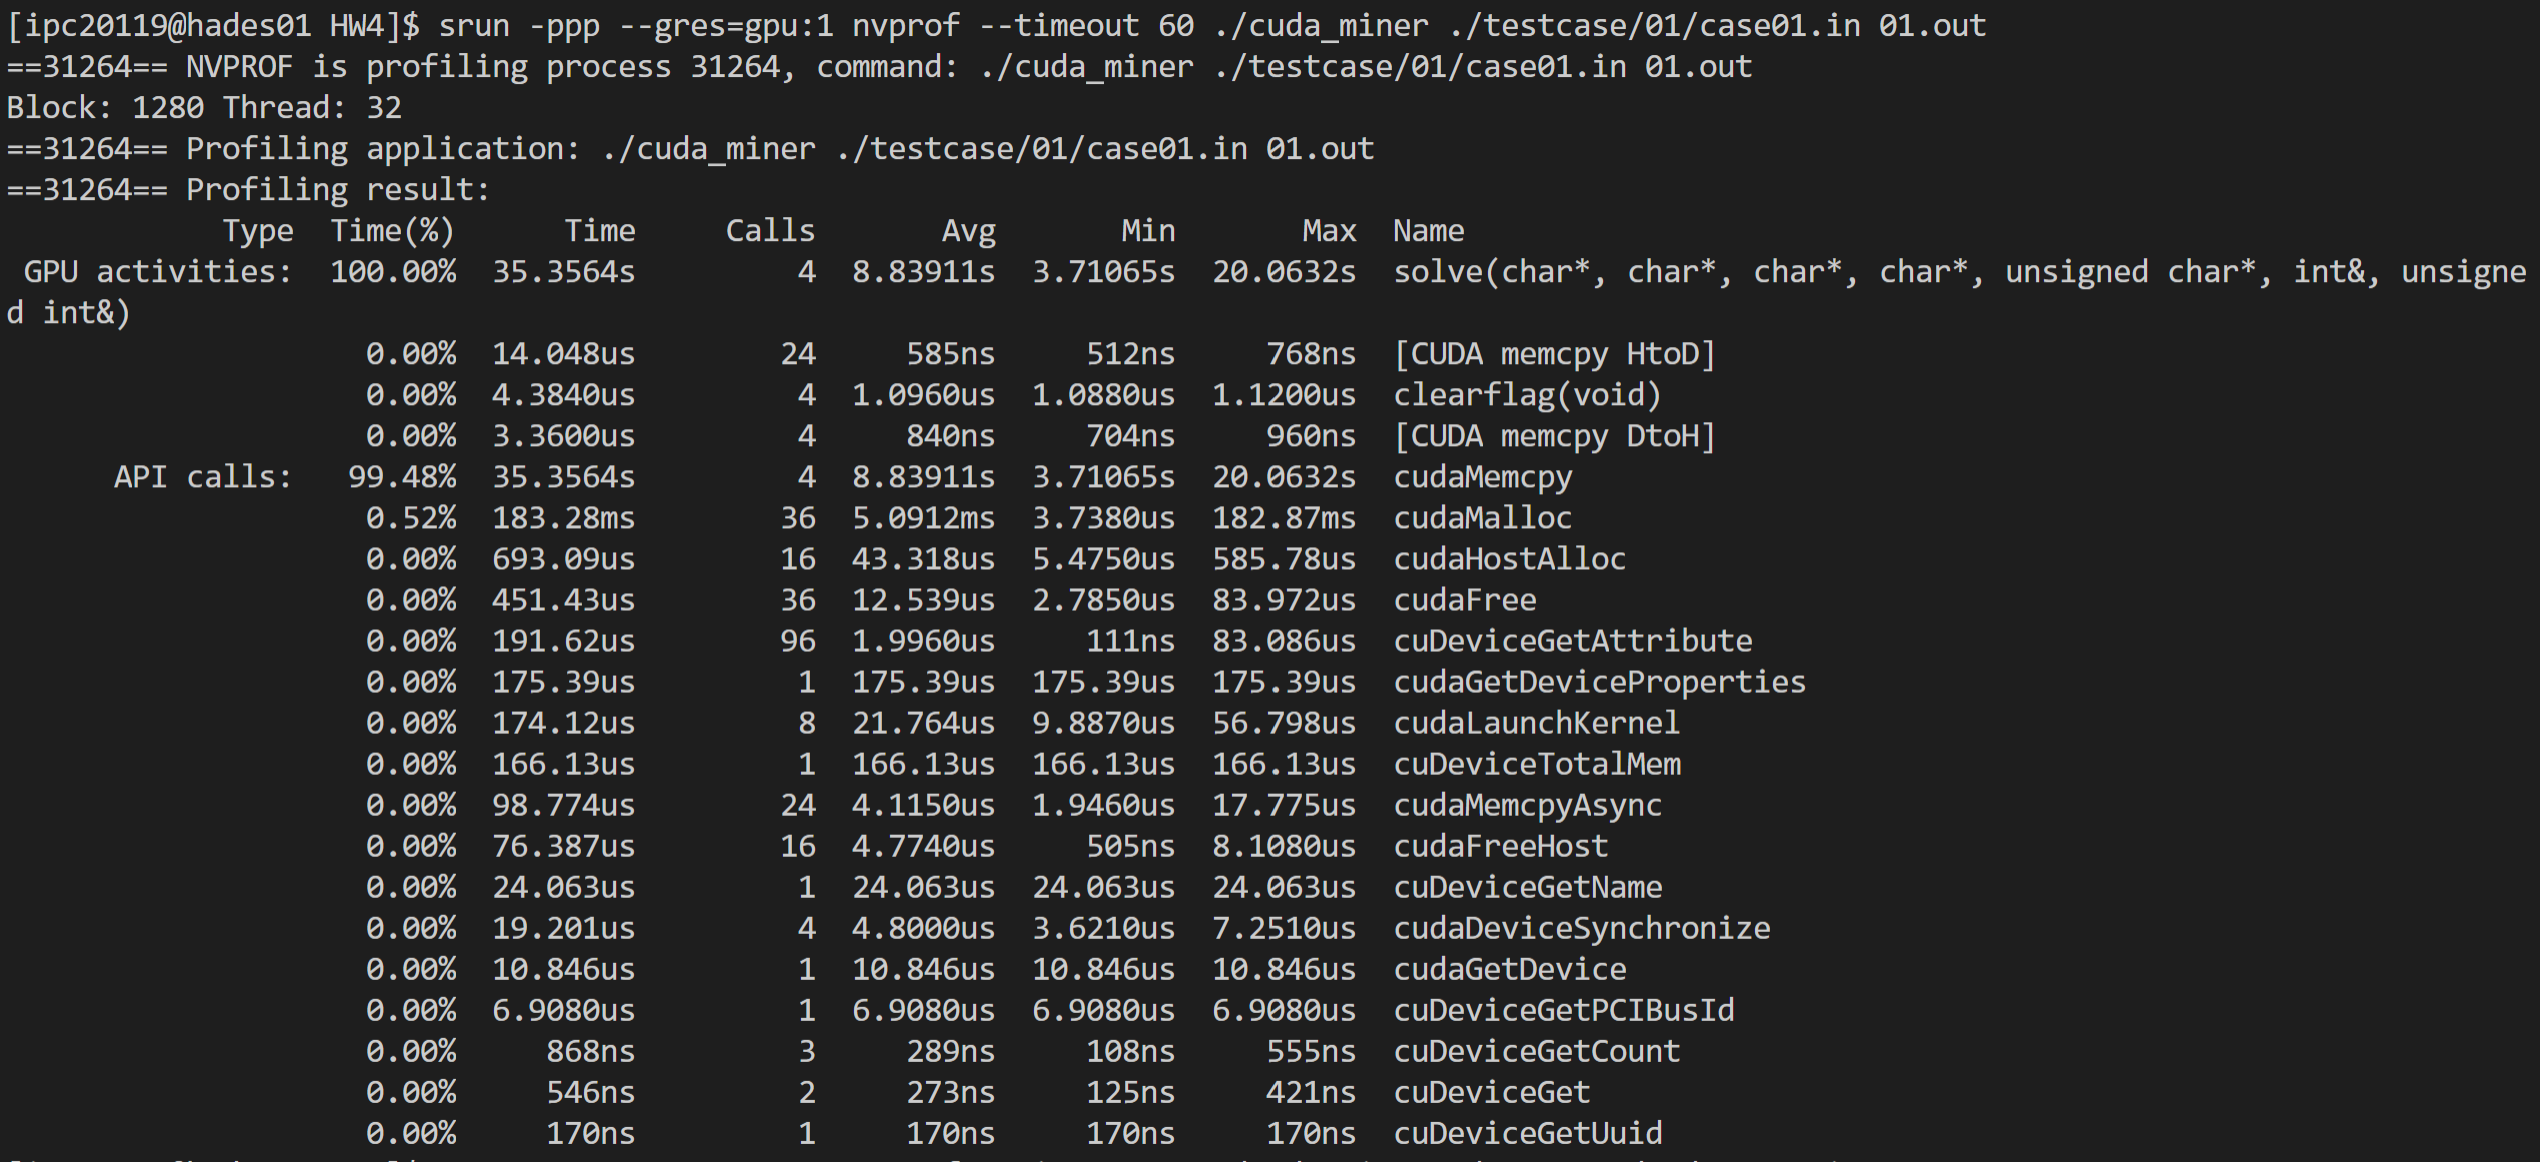 [ipc20119@hades01 HW4]$ srun -ppp --gres=gpu:1 nvprof --timeout 60 ./cuda_miner ./testcase/01/case01.in 01.out
==31264== NVPROF is profiling process 31264, command: ./cuda_miner ./testcase/01/case01.in 01.out
Block: 1280 Thread: 32
==31264== Profiling application: ./cuda_miner ./testcase/01/case01.in 01.out
==31264== Profiling result:
            Type  Time(%)      Time     Calls       Avg       Min       Max  Name
 GPU activities:  100.00%  35.3564s         4  8.83911s  3.71065s  20.0632s  solve(char*, char*, char*, char*, unsigned char*, int&, unsigne
d int&)
                    0.00%  14.048us        24     585ns     512ns     768ns  [CUDA memcpy HtoD]
                    0.00%  4.3840us         4  1.0960us  1.0880us  1.1200us  clearflag(void)
                    0.00%  3.3600us         4     840ns     704ns     960ns  [CUDA memcpy DtoH]
      API calls:   99.48%  35.3564s         4  8.83911s  3.71065s  20.0632s  cudaMemcpy
                    0.52%  183.28ms        36  5.0912ms  3.7380us  182.87ms  cudaMalloc
                    0.00%  693.09us        16  43.318us  5.4750us  585.78us  cudaHostAlloc
                    0.00%  451.43us        36  12.539us  2.7850us  83.972us  cudaFree
                    0.00%  191.62us        96  1.9960us     111ns  83.086us  cuDeviceGetAttribute
                    0.00%  175.39us         1  175.39us  175.39us  175.39us  cudaGetDeviceProperties
                    0.00%  174.12us         8  21.764us  9.8870us  56.798us  cudaLaunchKernel
                    0.00%  166.13us         1  166.13us  166.13us  166.13us  cuDeviceTotalMem
                    0.00%  98.774us        24  4.1150us  1.9460us  17.775us  cudaMemcpyAsync
                    0.00%  76.387us        16  4.7740us     505ns  8.1080us  cudaFreeHost
                    0.00%  24.063us         1  24.063us  24.063us  24.063us  cuDeviceGetName
                    0.00%  19.201us         4  4.8000us  3.6210us  7.2510us  cudaDeviceSynchronize
                    0.00%  10.846us         1  10.846us  10.846us  10.846us  cudaGetDevice
                    0.00%  6.9080us         1  6.9080us  6.9080us  6.9080us  cuDeviceGetPCIBusId
                    0.00%     868ns         3     289ns     108ns     555ns  cuDeviceGetCount
                    0.00%     546ns         2     273ns     125ns     421ns  cuDeviceGet
                    0.00%     170ns         1     170ns     170ns     170ns  cuDeviceGetUuid